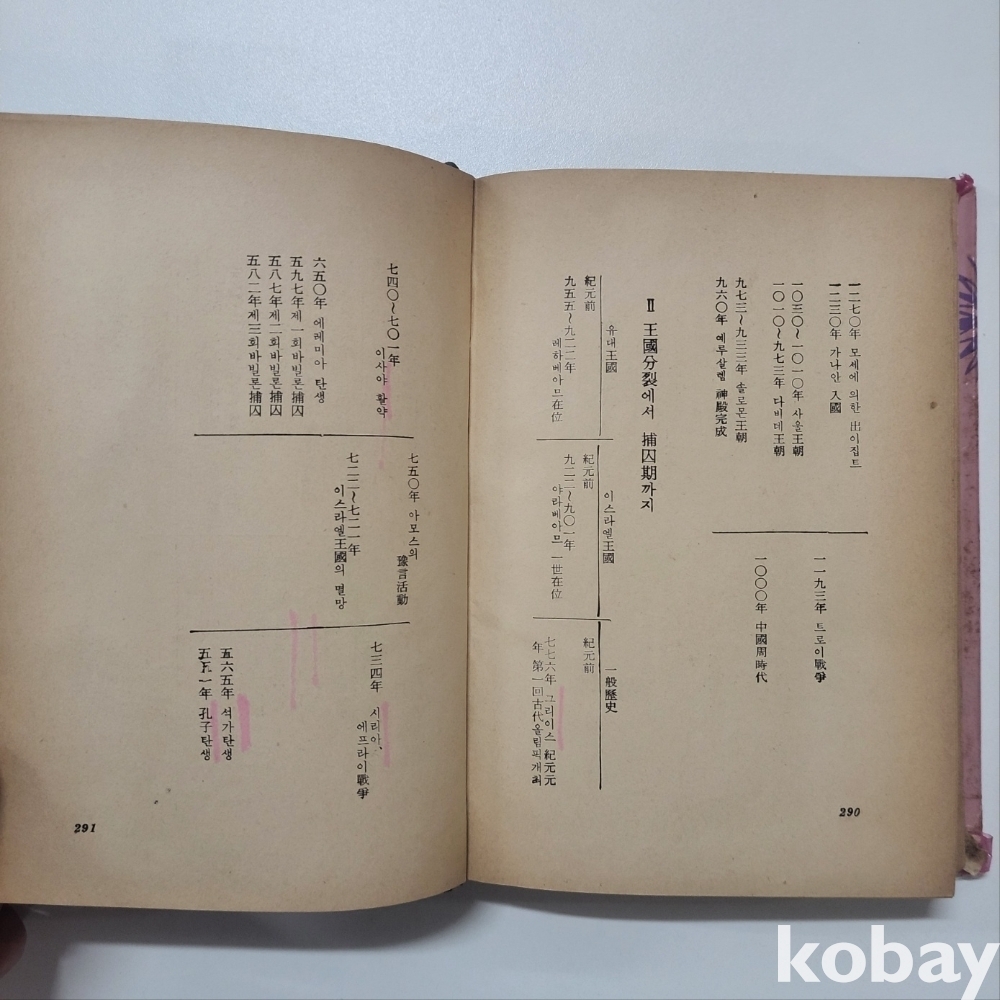 一二七〇年 모세에 의한 出이집트
一二三〇年 가나안 入國
一〇三〇~一〇一〇年 사울王朝
一〇一〇~九七三年 다비데王朝
九七三~九三三年 솔로몬王朝
九六〇年 예루살렘 神殿完成
一一九三年 트로이戰爭
一〇〇〇年 中國周時代
Ⅱ 王國分裂에서 捕囚期까지
유대王國
紀元前
九五五~九二二年
레하베아므在位
이스라엘王國
紀元前
九二二~九〇一年
야라베아므 一世在位
一般歷史
紀元前
七七六年 그리이스 紀元元
年 第一回古代올림픽개최
290
七四〇~七〇一年
이사야 활약
六五〇年 에레미아 탄생
五九七年제一회바빌론捕囚
五八七年제二회바빌론捕囚
五八二年제三회바빌론捕囚
七五〇年 아모스의
豫言活動
七二二~七二一年
이스라엘王國의 멸망
七三四年 시리아、
에프라이戰爭
五六五年 석가탄생
五五一年 孔子탄생
291
kobay